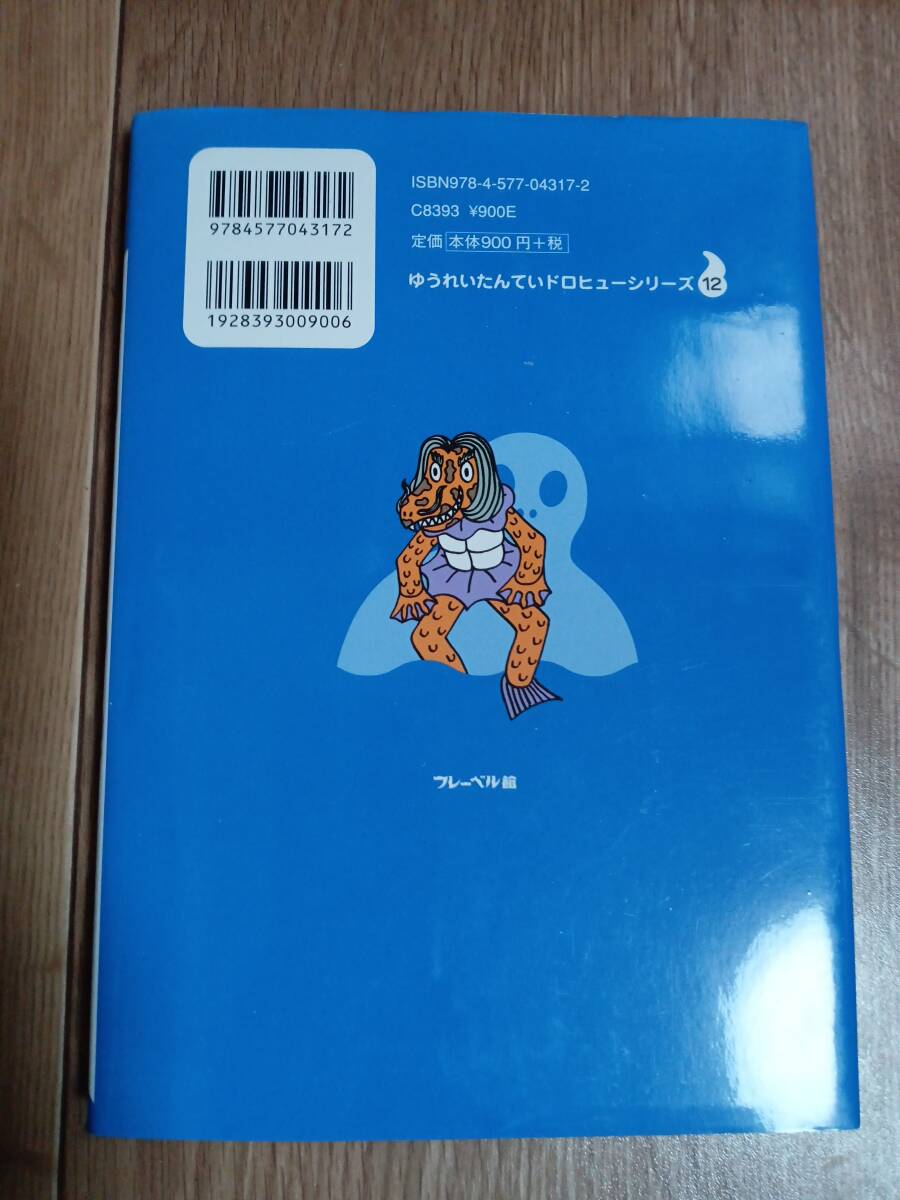 9784577043172
1928393009006
ISBN978-4-577-04317-2
C8393 ¥900E
定価 本体900円+税
ゆうれいたんていドロヒューシリーズ 12
フレーベル館